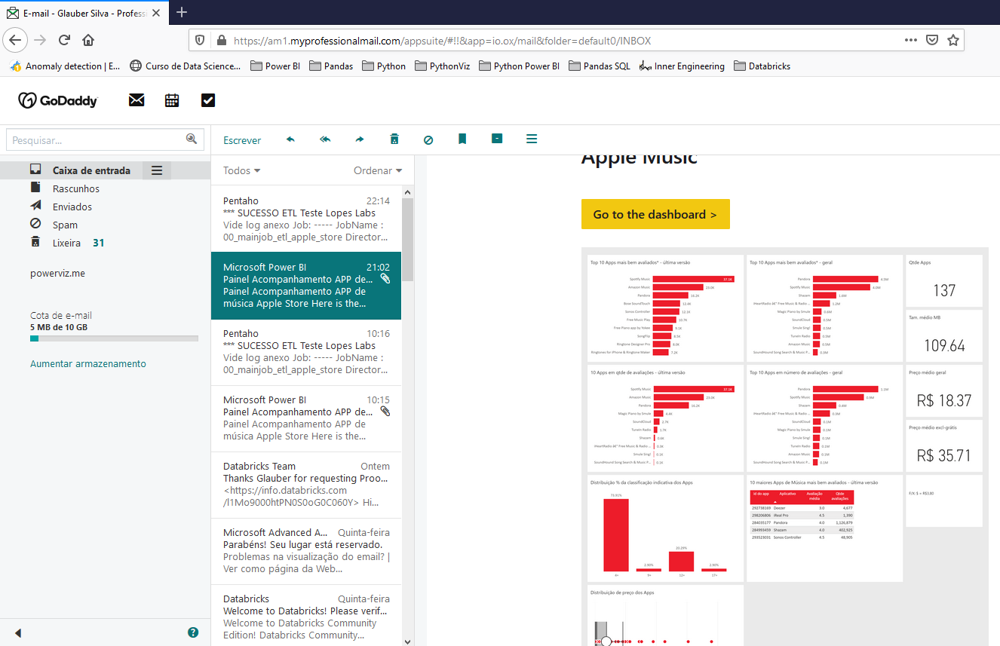 E-mail - Glauber Silva - Profess
https://am1.myprofessionalmail.com/appsuite/#!!&app=io.ox/mail&folder=default0/INBOX
Anomaly detection | E...
Curso de Data Science...
Power BI
Pandas
Python
PythonViz
Python Power BI
Pandas SQL
Inner Engineering
Databricks
GoDaddy
Pesquisar...
Caixa de entrada
Rascunhos
Enviados
Spam
Lixeira 31
powerviz.me
Cota de e-mail
5 MB de 10 GB
Aumentar armazenamento
Escrever
Todos
Ordenar
Pentaho 22:14
*** SUCESSO ETL Teste Lopes Labs
Vide log anexo Job: ----- JobName :
00_mainjob_etl_apple_store Director...
Microsoft Power BI 21:02
Painel Acompanhamento APP de...
Painel Acompanhamento APP de
música Apple Store Here is the...
Pentaho 10:16
*** SUCESSO ETL Teste Lopes Labs
Vide log anexo Job: ----- JobName :
00_mainjob_etl_apple_store Director...
Microsoft Power BI 10:15
Painel Acompanhamento APP de...
Painel Acompanhamento APP de
música Apple Store Here is the...
Databricks Team Ontem
Thanks Glauber for requesting Proo...
<https://info.databricks.com
/l1Mo9000htPN0S0oG0C060Y> Hi...
Microsoft Advanced A... Quinta-feira
Parabéns! Seu lugar está reservado.
Problemas na visualização do email? |
Ver como página da Web...
Databricks Quinta-feira
Welcome to Databricks! Please verif...
Welcome to Databricks Community
Edition! Databricks Community...
Apple Music
Go to the dashboard >
Top 10 Apps mais bem avaliados* - última versão
Spotify Music 37.1K
Amazon Music 23.0K
Pandora 16.2K
Bose SoundTouch 12.4K
Sonos Controller 12.1K
Free Music Play 10.7K
Free Piano app by Yokee 9.1K
SongFlip 8.5K
Ringtone Designer Pro 8.0K
Ringtones for iPhone & Ringtone Maker 7.2K
Top 10 Apps mais bem avaliados* - geral
Pandora 4.5M
Spotify Music 4.0M
Shazam 1.6M
iHeartRadio â€" Free Music & Radio ... 1.2M
Magic Piano by Smule 0.6M
SoundCloud 0.5M
Smule Sing! 0.5M
TuneIn Radio 0.5M
Amazon Music 0.5M
SoundHound Song Search & Music P... 0.3M
Qtde Apps
137
Tam. médio MB
109.64
10 Apps em qtde de avaliações - última versão
Spotify Music 37.1K
Amazon Music 23.0K
Pandora 16.2K
Magic Piano by Smule 4.4K
SoundCloud 2.7K
TuneIn Radio 1.7K
Shazam 0.6K
iHeartRadio â€" Free Music & Radio ... 0.3K
Smule Sing! 0.1K
SoundHound Song Search & Music P... 0.1K
Top 10 Apps em número de avaliações - geral
Pandora 1.1M
Spotify Music 0.9M
Shazam 0.4M
iHeartRadio â€" Free Music & Radio ... 0.3M
SoundCloud 0.1M
Magic Piano by Smule 0.1M
Smule Sing! 0.1M
TuneIn Radio 0.1M
Amazon Music 0.1M
SoundHound Song Search & Music P... 0.1M
Preço médio geral
R$ 18.37
Preço médio excl-grátis
R$ 35.71
Distribuição % da classificação indicativa dos Apps
73.91%
2.90%
20.29%
2.90%
4+ 9+ 12+ 17+
10 maiores Apps de Música mais bem avaliados - última versão
Id do app Aplicativo Avaliação média Qtde avaliações
292738169 Deezer 3.0 4,677
298206806 iReal Pro 4.5 1,390
284035177 Pandora 4.0 1,126,879
284993459 Shazam 4.0 402,925
293523031 Sonos Controller 4.5 48,905
F/X: $ = R$3.80
Distribuição de preço dos Apps